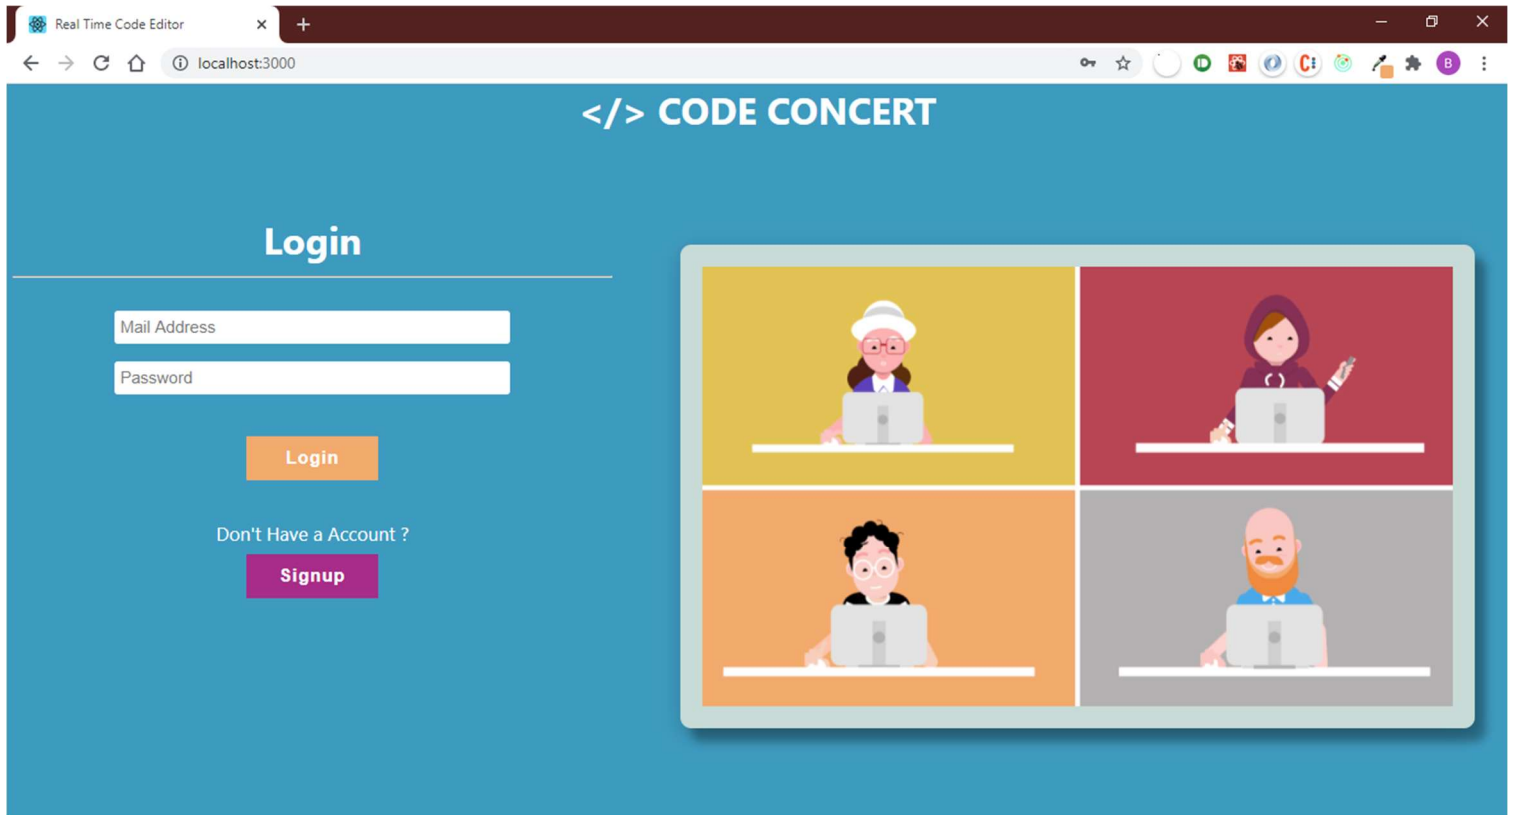 Real Time Code Editor
localhost:3000
B
</> CODE CONCERT
Login
Mail Address
Password
Login
Don't Have a Account ?
Signup